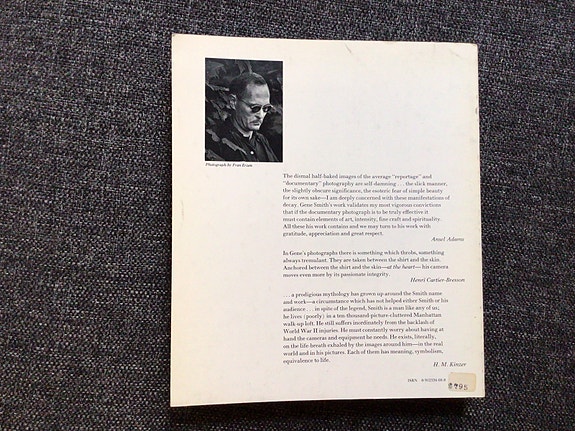 Photograph by Fran Erzen
The dismal half-baked images of the average "reportage" and
"documentary" photography are self-damning . . . the slick manner,
the slightly obscure significance, the esoteric fear of simple beauty
for its own sake—I am deeply concerned with these manifestations of
decay. Gene Smith's work validates my most vigorous convictions
that if the documentary photograph is to be truly effective it
must contain elements of art, intensity, fine craft and spirituality.
All these his work contains and we may turn to his work with
gratitude, appreciation and great respect.
Ansel Adams
In Gene's photographs there is something which throbs, something
always tremulant. They are taken between the shirt and the skin.
Anchored between the shirt and the skin—at the heart— his camera
moves even more by its passionate integrity.
Henri Cartier-Bresson
. . . a prodigious mythology has grown up around the Smith name
and work—a circumstance which has not helped either Smith or his
audience . . . in spite of the legend, Smith is a man like any of us;
he lives (poorly) in a ten-thousand-picture-cluttered Manhattan
walk-up loft. He still suffers inordinately from the backlash of
World War II injuries. He must constantly worry about having at
hand the cameras and equipment he needs. He exists, literally,
on the life-breath exhaled by the images around him—in the real
world and in his pictures. Each of them has meaning, symbolism,
equivalence to life.
H. M. Kinzer
ISBN
$7.95